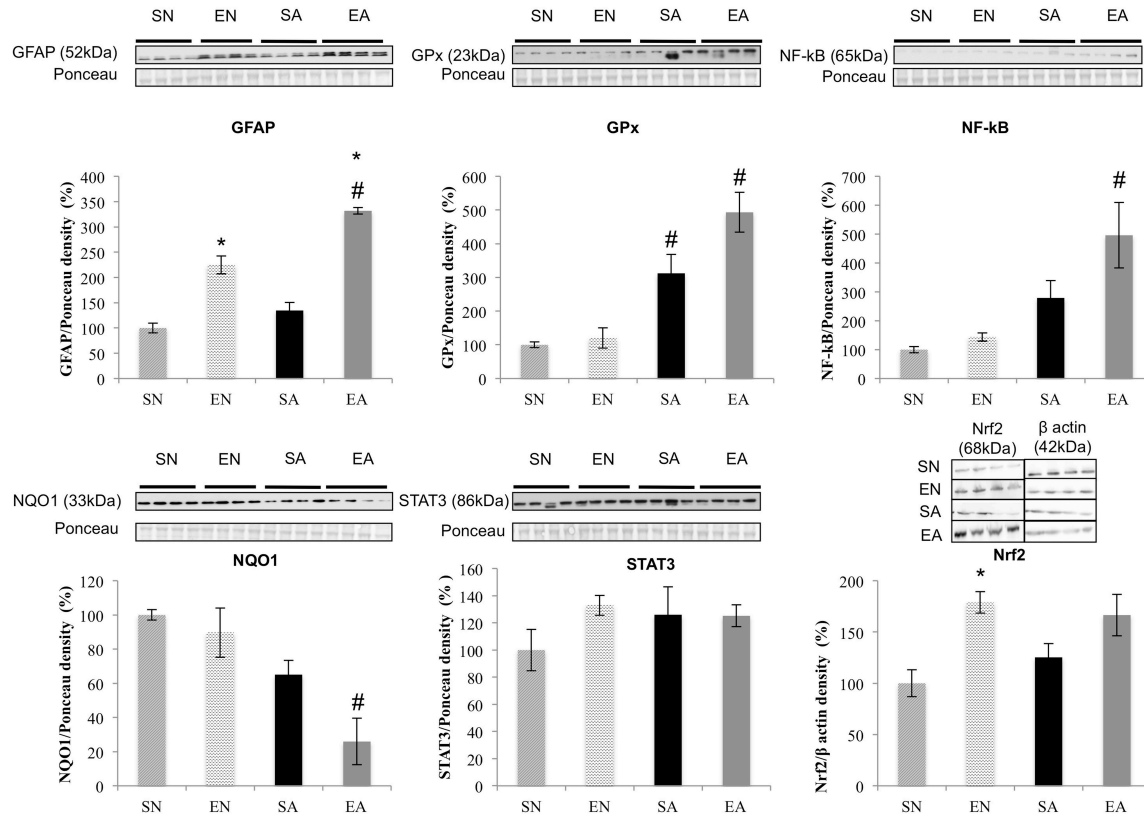 SN EN SA EA
GFAP (52kDa)
Ponceau
SN EN SA EA
GPx (23kDa)
Ponceau
SN EN SA EA
NF-kB (65kDa)
Ponceau
GFAP
GFAP/Ponceau density (%)
400
350
300
250
200
150
100
50
0
*
*
#
SN EN SA EA
GPx
GPx/Ponceau density (%)
600
500
400
300
200
100
0
#
#
SN EN SA EA
NF-kB
NF-kB/Ponceau density (%)
700
600
500
400
300
200
100
0
#
SN EN SA EA
SN EN SA EA
NQO1 (33kDa)
Ponceau
SN EN SA EA
STAT3 (86kDa)
Ponceau
Nrf2 β actin
(68kDa) (42kDa)
SN
EN
SA
EA
NQO1
NQO1/Ponceau density (%)
120
100
80
60
40
20
0
#
SN EN SA EA
STAT3
STAT3/Ponceau density (%)
160
140
120
100
80
60
40
20
0
SN EN SA EA
Nrf2
Nrf2/β actin density (%)
200
150
100
50
0
*
SN EN SA EA